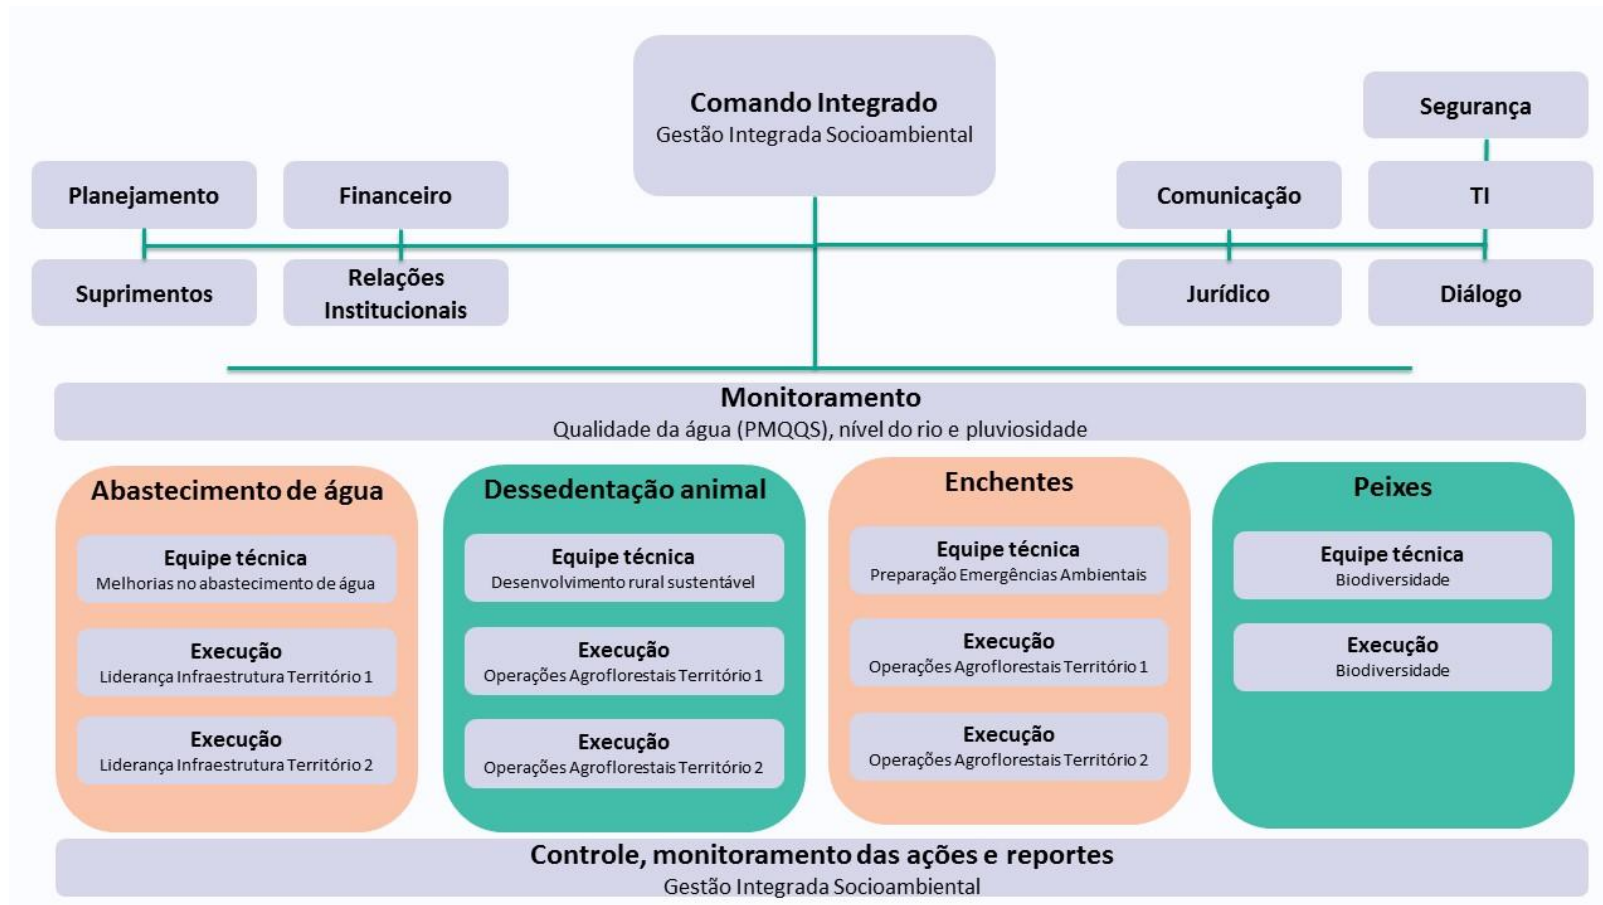 Comando Integrado
Gestão Integrada Socioambiental
Segurança
Planejamento
Financeiro
Comunicação
TI
Suprimentos
Relações
Institucionais
Jurídico
Diálogo
Monitoramento
Qualidade da água (PMQQS), nível do rio e pluviosidade
Abastecimento de água
Equipe técnica
Melhorias no abastecimento de água
Execução
Liderança Infraestrutura Território 1
Execução
Liderança Infraestrutura Território 2
Dessedentação animal
Equipe técnica
Desenvolvimento rural sustentável
Execução
Operações Agroflorestais Território 1
Execução
Operações Agroflorestais Território 2
Enchentes
Equipe técnica
Preparação Emergências Ambientais
Execução
Operações Agroflorestais Território 1
Execução
Operações Agroflorestais Território 2
Peixes
Equipe técnica
Biodiversidade
Execução
Biodiversidade
Controle, monitoramento das ações e reportes
Gestão Integrada Socioambiental